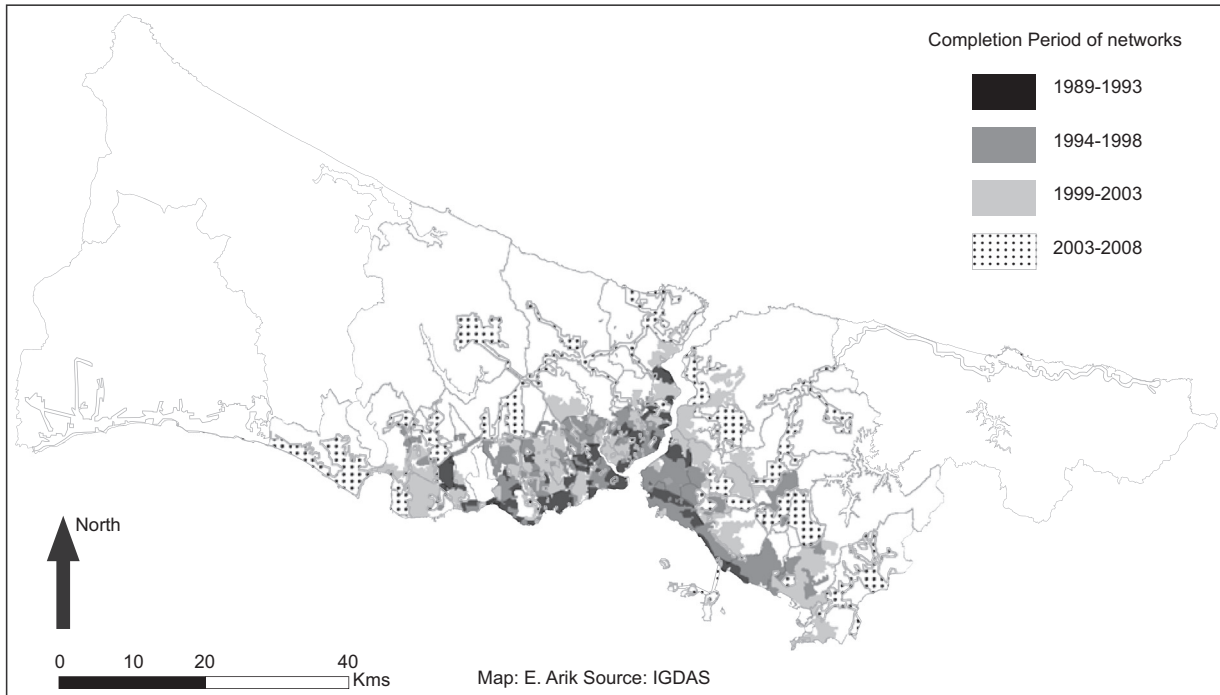 Completion Period of networks
1989-1993
1994-1998
1999-2003
2003-2008
North
0 10 20 40
Kms
Map: E. Arik Source: IGDAS